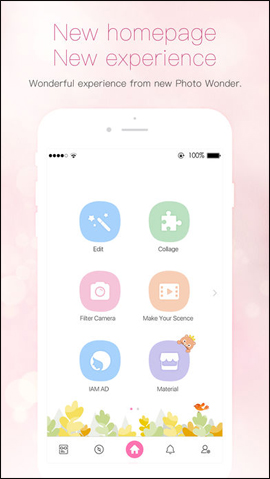 New homepage
New experience
Wonderful experience from new Photo Wonder.
100%
Edit
Collage
Filter Camera
Make Your Scence
IAM AD
Material